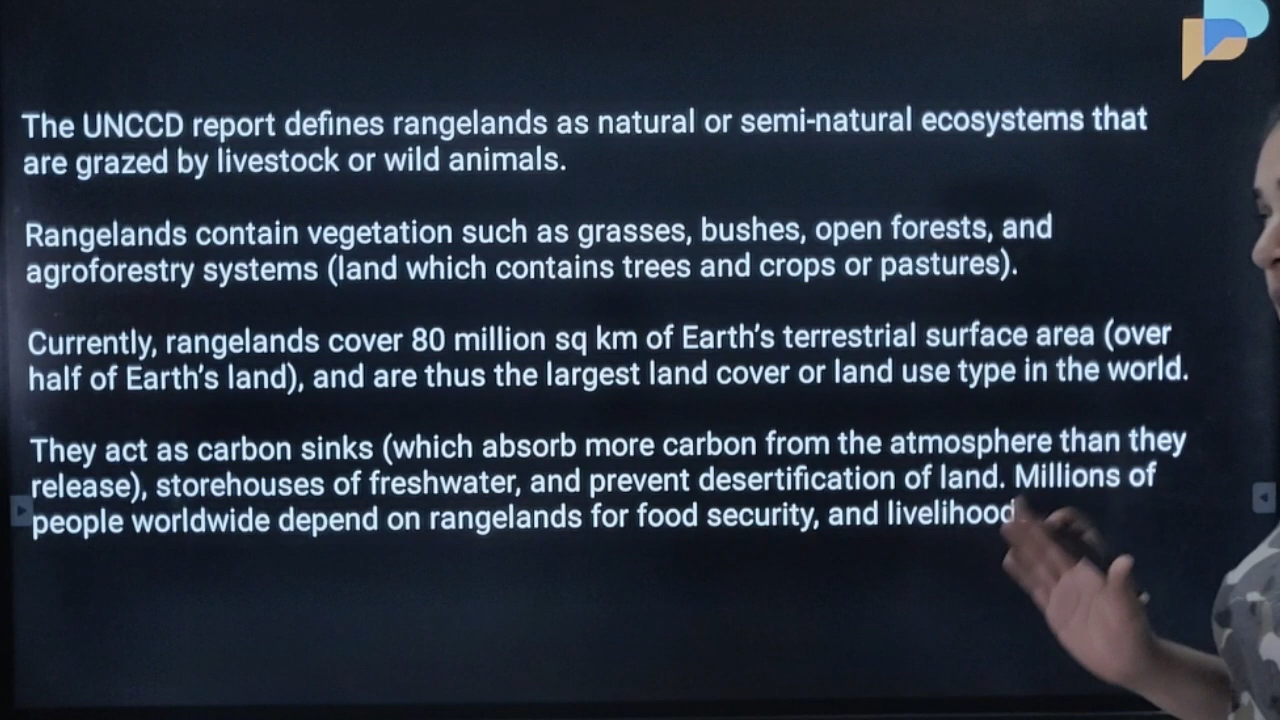 The UNCCD report defines rangelands as natural or semi-natural ecosystems that
are grazed by livestock or wild animals.
Rangelands contain vegetation such as grasses, bushes, open forests, and
agroforestry systems (land which contains trees and crops or pastures).
Currently, rangelands cover 80 million sq km of Earth's terrestrial surface area (over
half of Earth's land), and are thus the largest land cover or land use type in the world.
They act as carbon sinks (which absorb more carbon from the atmosphere than they
release), storehouses of freshwater, and prevent desertification of land. Millions of
people worldwide depend on rangelands for food security, and livelihood